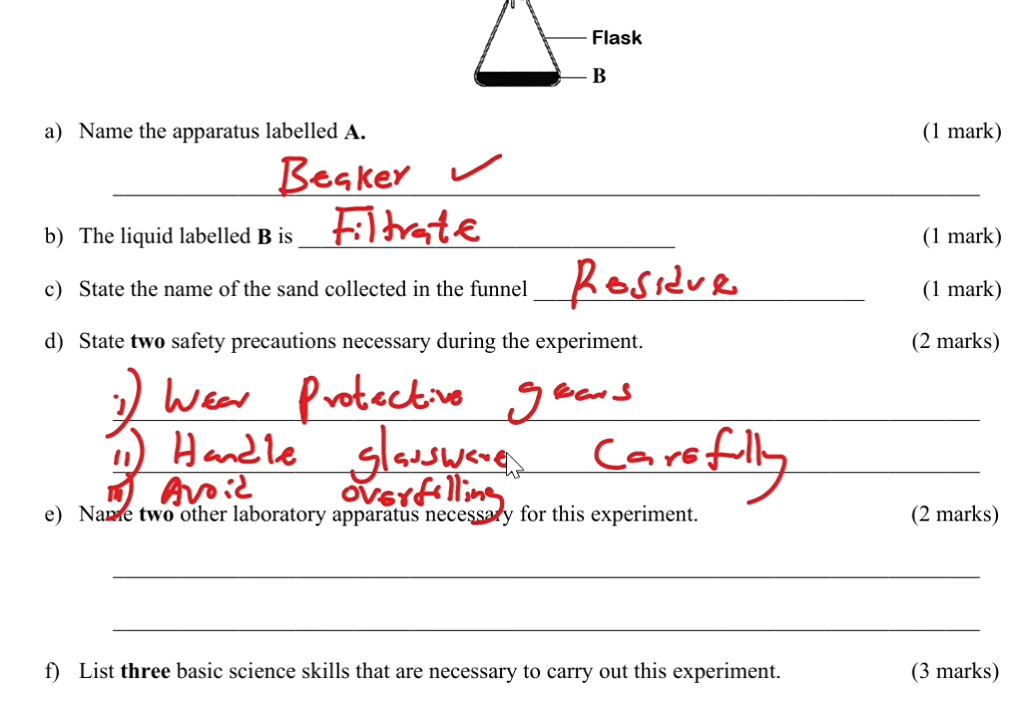 Flask
B
a) Name the apparatus labelled A. (1 mark)
Beaker ✓
b) The liquid labelled B is Filtrate (1 mark)
c) State the name of the sand collected in the funnel Residue (1 mark)
d) State two safety precautions necessary during the experiment. (2 marks)
i) Wear Protective gears
ii) Handle glassware Carefully
iii) Avoid overfilling
e) Name two other laboratory apparatus necessary for this experiment. (2 marks)
f) List three basic science skills that are necessary to carry out this experiment. (3 marks)